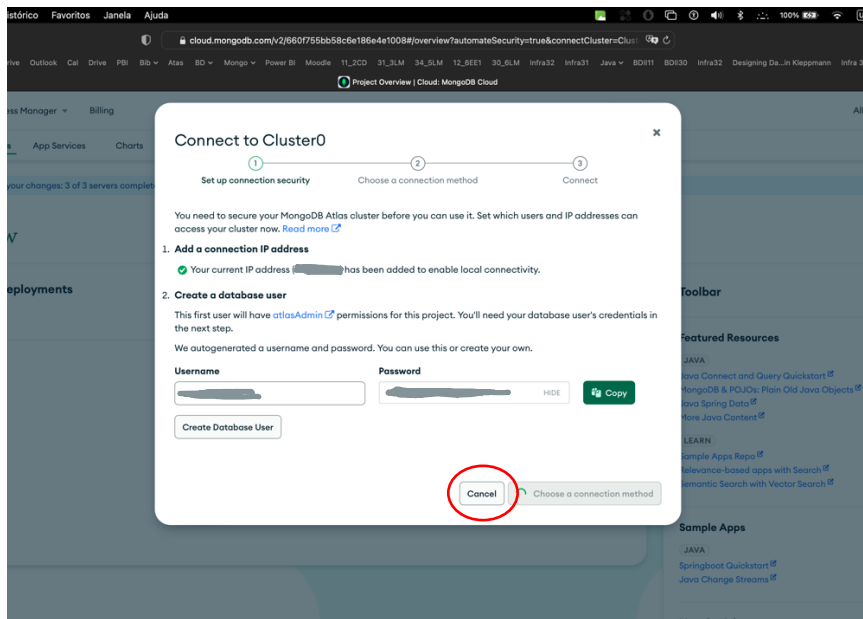 istórico Favoritos Janela Ajuda 100%
cloud.mongodb.com/v2/660f755bb58c6e186e4e1008#/overview?automateSecurity=true&connectCluster=Clus
rive Outlook Cal Drive PBI Bib Atas BD Mongo Power BI Moodle 11_2CD 31_3LM 34_5LM 12_6EE1 30_6LM Infra32 Infra31 Java BDI11 BDI30 Infra32 Designing Da...in Kleppmann Infra 3
Project Overview | Cloud: MongoDB Cloud
ess Manager Billing All
s App Services Charts
your changes: 3 of 3 servers complet
w
eployments
Connect to Cluster0
1 2 3
Set up connection security Choose a connection method Connect
You need to secure your MongoDB Atlas cluster before you can use it. Set which users and IP addresses can
access your cluster now. Read more
1. Add a connection IP address
Your current IP address ( has been added to enable local connectivity.
2. Create a database user
This first user will have atlasAdmin permissions for this project. You'll need your database user's credentials in
the next step.
We autogenerated a username and password. You can use this or create your own.
Username Password
HIDE Copy
Create Database User
Cancel Choose a connection method
Toolbar
Featured Resources
JAVA
Java Connect and Query Quickstart
MongoDB & POJOs: Plain Old Java Objects
Java Spring Data
More Java Content
LEARN
Sample Apps Repo
Relevance-based apps with Search
Semantic Search with Vector Search
Sample Apps
JAVA
Springboot Quickstart
Java Change Streams